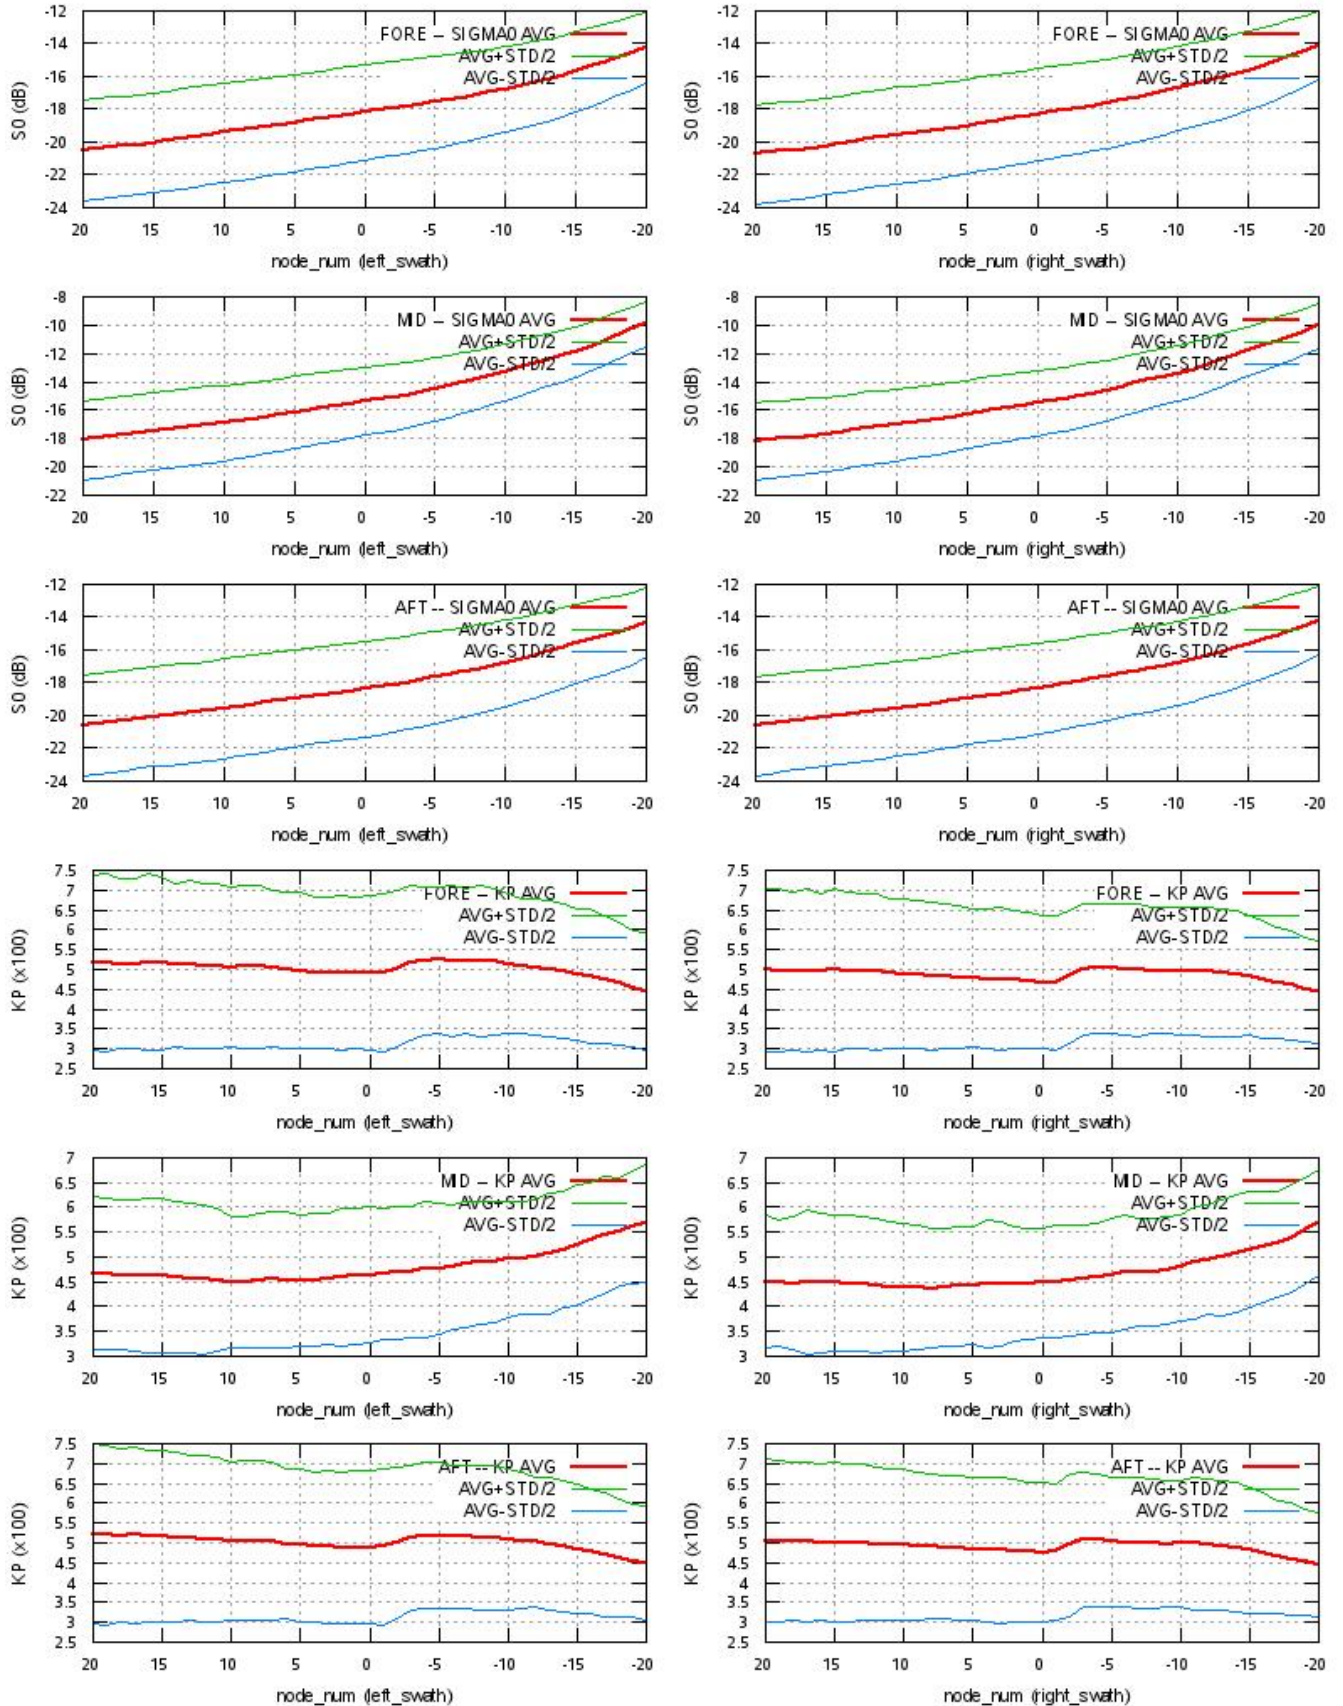 -12 -14 -16 -18 -20 -22 -24
S0 (dB)
FORE -- SIGMA0 AVG
AVG+STD/2
AVG-STD/2
20 15 10 5 0 -5 -10 -15 -20
node_num (left_swath)
-12 -14 -16 -18 -20 -22 -24
S0 (dB)
FORE -- SIGMA0 AVG
AVG+STD/2
AVG-STD/2
20 15 10 5 0 -5 -10 -15 -20
node_num (right_swath)
-8 -10 -12 -14 -16 -18 -20 -22
S0 (dB)
MID -- SIGMA0 AVG
AVG+STD/2
AVG-STD/2
20 15 10 5 0 -5 -10 -15 -20
node_num (left_swath)
-8 -10 -12 -14 -16 -18 -20 -22
S0 (dB)
MID -- SIGMA0 AVG
AVG+STD/2
AVG-STD/2
20 15 10 5 0 -5 -10 -15 -20
node_num (right_swath)
-12 -14 -16 -18 -20 -22 -24
S0 (dB)
AFT -- SIGMA0 AVG
AVG+STD/2
AVG-STD/2
20 15 10 5 0 -5 -10 -15 -20
node_num (left_swath)
-12 -14 -16 -18 -20 -22 -24
S0 (dB)
AFT -- SIGMA0 AVG
AVG+STD/2
AVG-STD/2
20 15 10 5 0 -5 -10 -15 -20
node_num (right_swath)
7.5 7 6.5 6 5.5 5 4.5 4 3.5 3 2.5
KP (x100)
FORE -- KP AVG
AVG+STD/2
AVG-STD/2
20 15 10 5 0 -5 -10 -15 -20
node_num (left_swath)
7.5 7 6.5 6 5.5 5 4.5 4 3.5 3 2.5
KP (x100)
FORE -- KP AVG
AVG+STD/2
AVG-STD/2
20 15 10 5 0 -5 -10 -15 -20
node_num (right_swath)
7 6.5 6 5.5 5 4.5 4 3.5 3
KP (x100)
MID -- KP AVG
AVG+STD/2
AVG-STD/2
20 15 10 5 0 -5 -10 -15 -20
node_num (left_swath)
7 6.5 6 5.5 5 4.5 4 3.5 3
KP (x100)
MID -- KP AVG
AVG+STD/2
AVG-STD/2
20 15 10 5 0 -5 -10 -15 -20
node_num (right_swath)
7.5 7 6.5 6 5.5 5 4.5 4 3.5 3 2.5
KP (x100)
AFT -- KP AVG
AVG+STD/2
AVG-STD/2
20 15 10 5 0 -5 -10 -15 -20
node_num (left_swath)
7.5 7 6.5 6 5.5 5 4.5 4 3.5 3 2.5
KP (x100)
AFT -- KP AVG
AVG+STD/2
AVG-STD/2
20 15 10 5 0 -5 -10 -15 -20
node_num (right_swath)